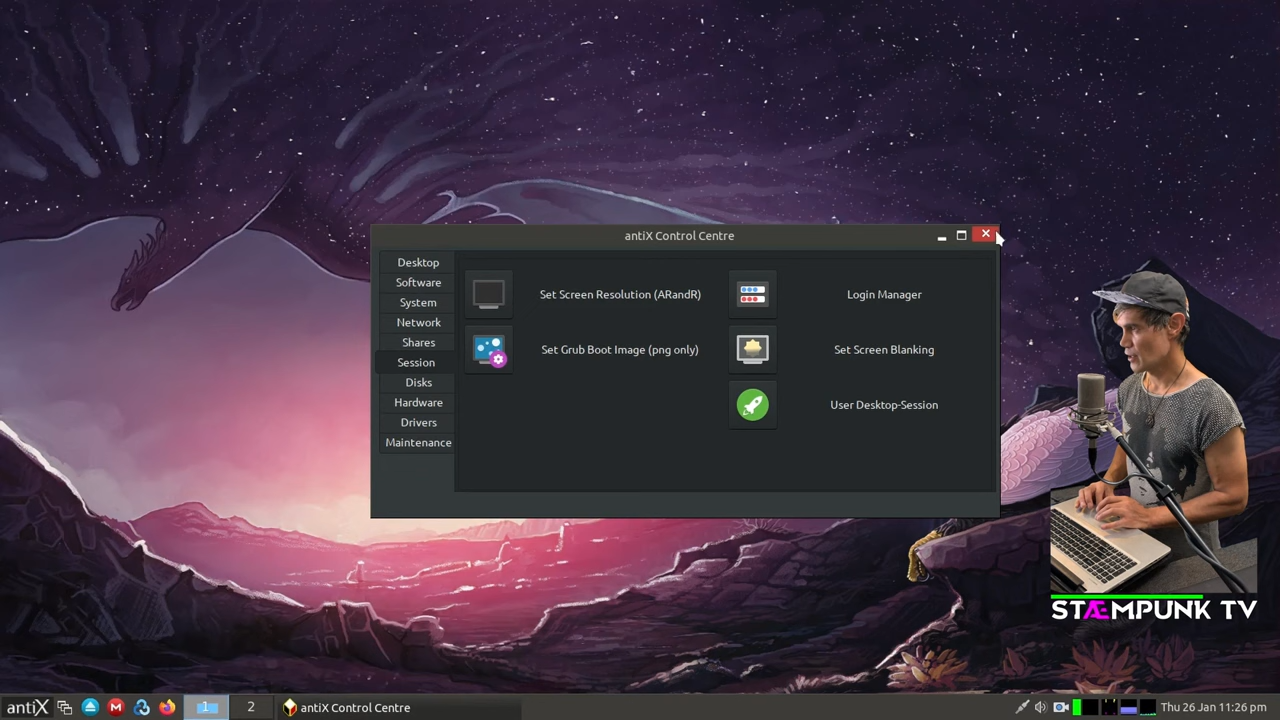 antiX Control Centre
Desktop
Software
System
Network
Shares
Session
Disks
Hardware
Drivers
Maintenance
Set Screen Resolution (ARandR)
Login Manager
Set Grub Boot Image (png only)
Set Screen Blanking
User Desktop-Session
STÆMPUNK TV
antiX
M
1
2
antiX Control Centre
Thu 26 Jan 11:26 pm